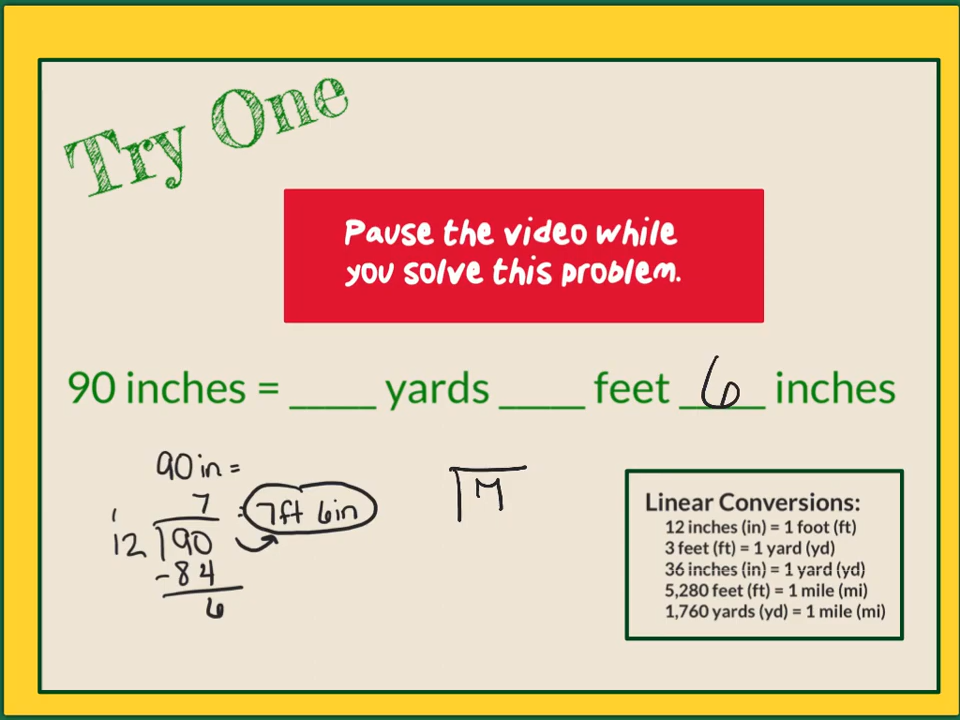 Try One
Pause the video while
you solve this problem.
90 inches = ____ yards ____ feet 6 inches
90 in =
7
= 7ft 6in
1
12 90
-84
6
Linear Conversions:
12 inches (in) = 1 foot (ft)
3 feet (ft) = 1 yard (yd)
36 inches (in) = 1 yard (yd)
5,280 feet (ft) = 1 mile (mi)
1,760 yards (yd) = 1 mile (mi)